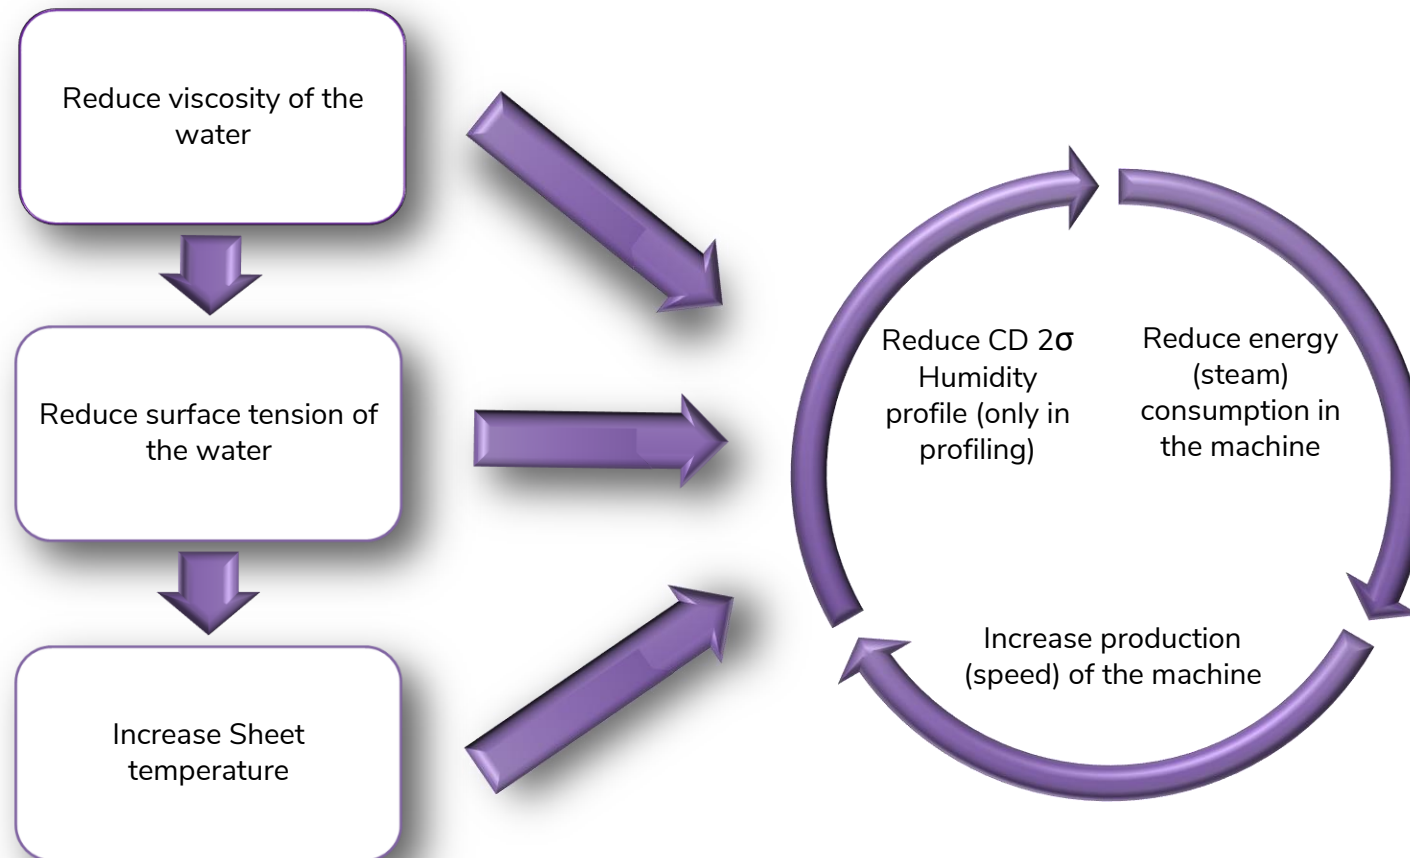 Reduce viscosity of the
water
Reduce surface tension of
the water
Increase Sheet
temperature
Reduce CD 2σ
Humidity
profile (only in
profiling)
Reduce energy
(steam)
consumption in
the machine
Increase production
(speed) of the machine